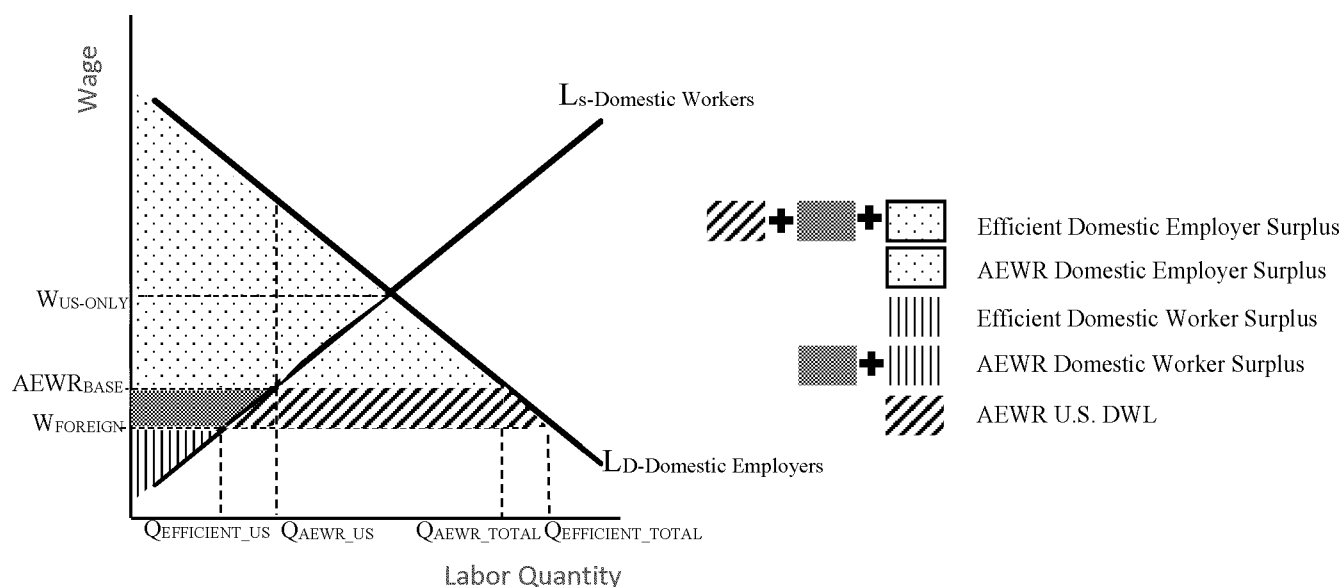 Wage
Ls-Domestic Workers
Efficient Domestic Employer Surplus
AEWR Domestic Employer Surplus
WUS-ONLY
Efficient Domestic Worker Surplus
AEWR Domestic Worker Surplus
AEWRBASE
AEWR U.S. DWL
WFOREIGN
LD-Domestic Employers
QEFFICIENT_US QAEWR_US QAEWR_TOTAL QEFFICIENT_TOTAL
Labor Quantity